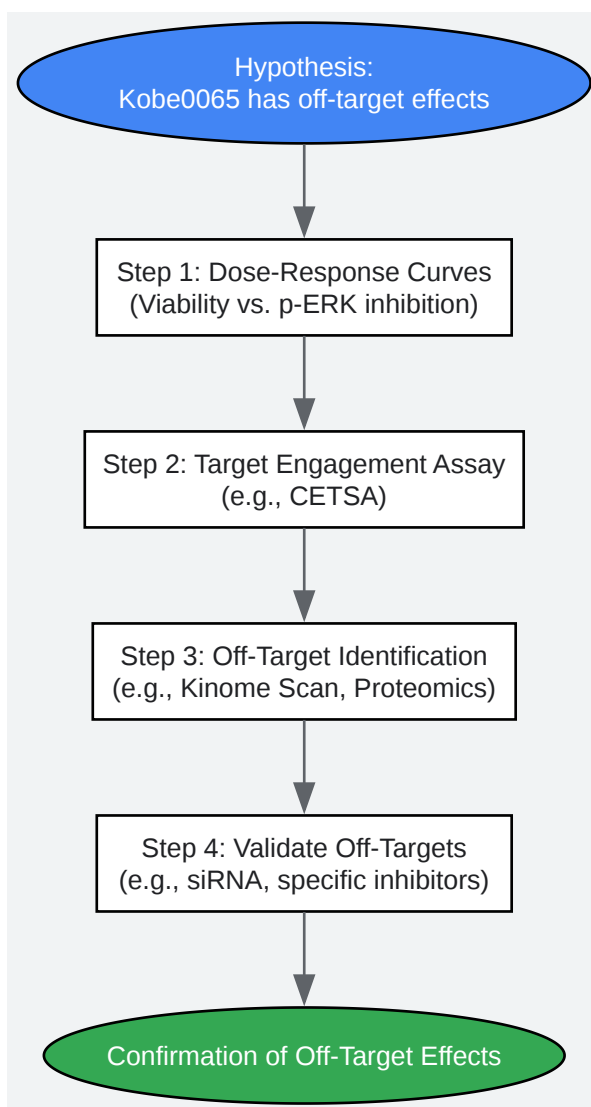 Hypothesis:
Kobe0065 has off-target effects
Step 1: Dose-Response Curves
(Viability vs. p-ERK inhibition)
Step 2: Target Engagement Assay
(e.g., CETSA)
Step 3: Off-Target Identification
(e.g., Kinome Scan, Proteomics)
Step 4: Validate Off-Targets
(e.g., siRNA, specific inhibitors)
Confirmation of Off-Target Effects